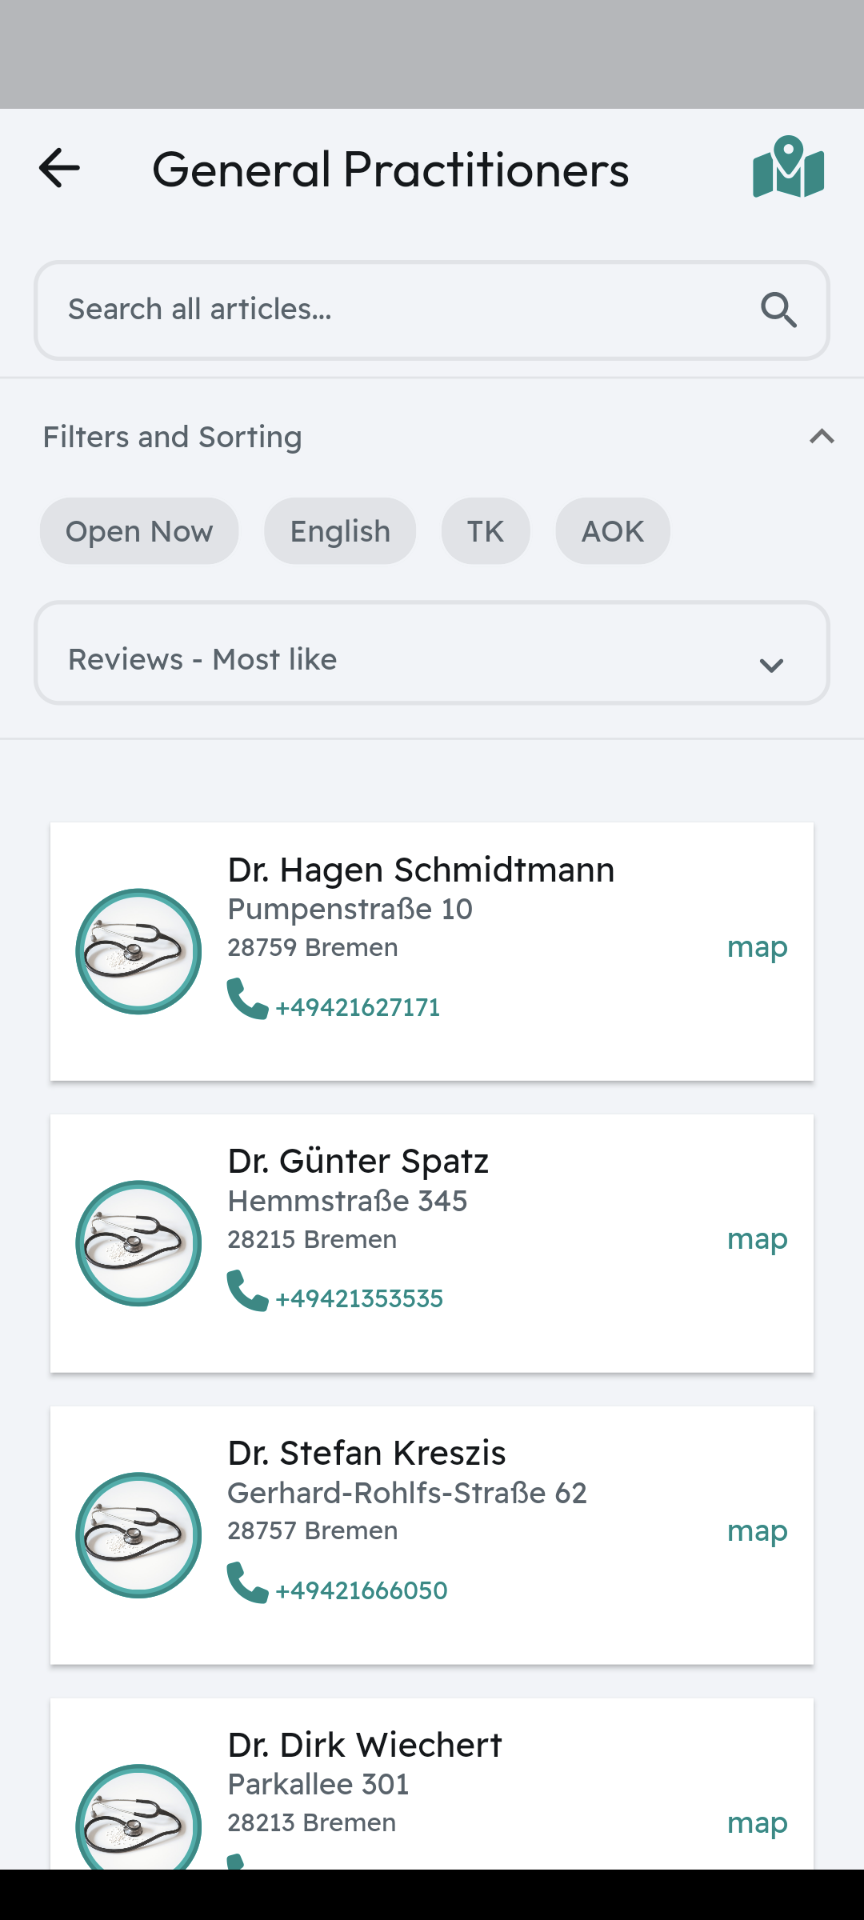 General Practitioners
Search all articles...
Filters and Sorting
Open Now English TK AOK
Reviews - Most like
Dr. Hagen Schmidtmann
Pumpenstraße 10
28759 Bremen
map
+49421627171
Dr. Günter Spatz
Hemmstraße 345
28215 Bremen
map
+49421353535
Dr. Stefan Kreszis
Gerhard-Rohlfs-Straße 62
28757 Bremen
map
+49421666050
Dr. Dirk Wiechert
Parkallee 301
28213 Bremen
map